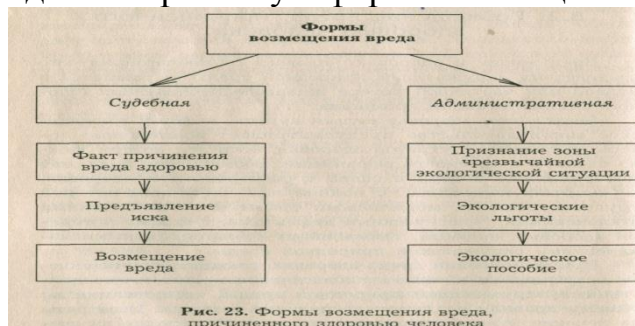 Формы
возмещения вреда
Судебная
Административная
Факт причинения
вреда здоровью
Признание зоны
чрезвычайной
экологической ситуации
Предъявление
иска
Экологические
льготы
Возмещение
вреда
Экологическое
пособие
Рис. 23. Формы возмещения вреда,
причиненного здоровью человека